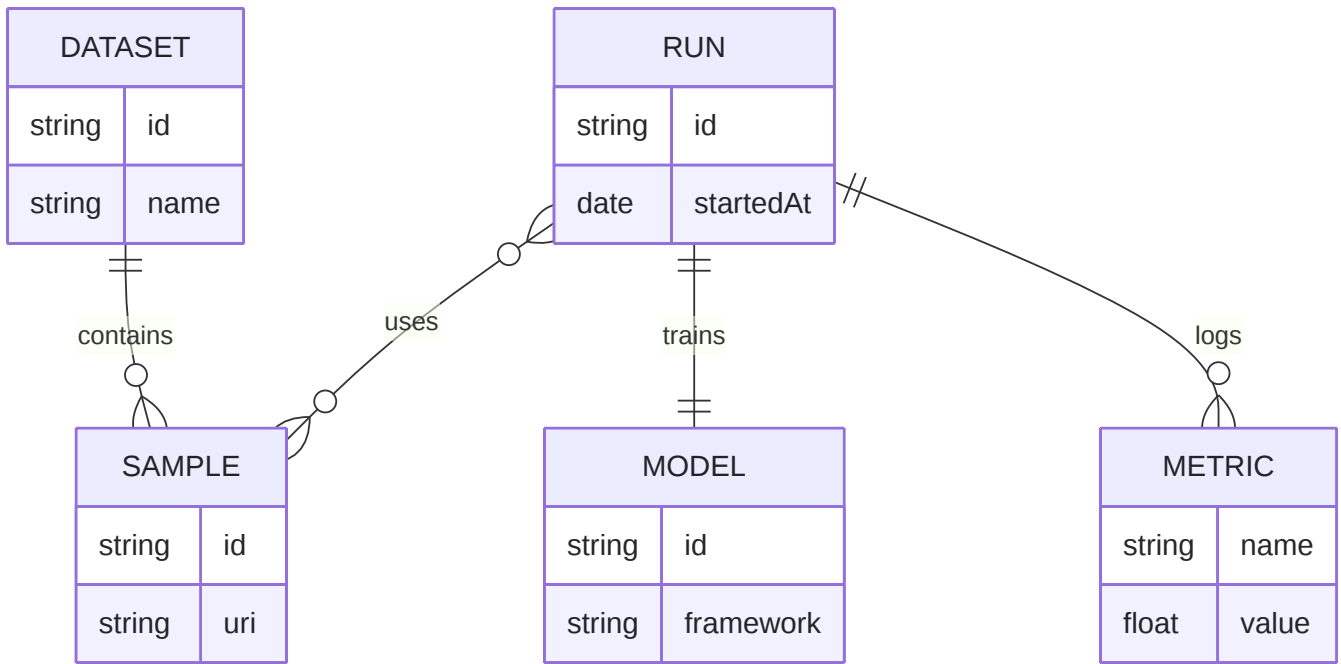 DATASET
string id
string name
RUN
string id
date startedAt
contains
uses
trains
logs
SAMPLE
string id
string uri
MODEL
string id
string framework
METRIC
string name
float value